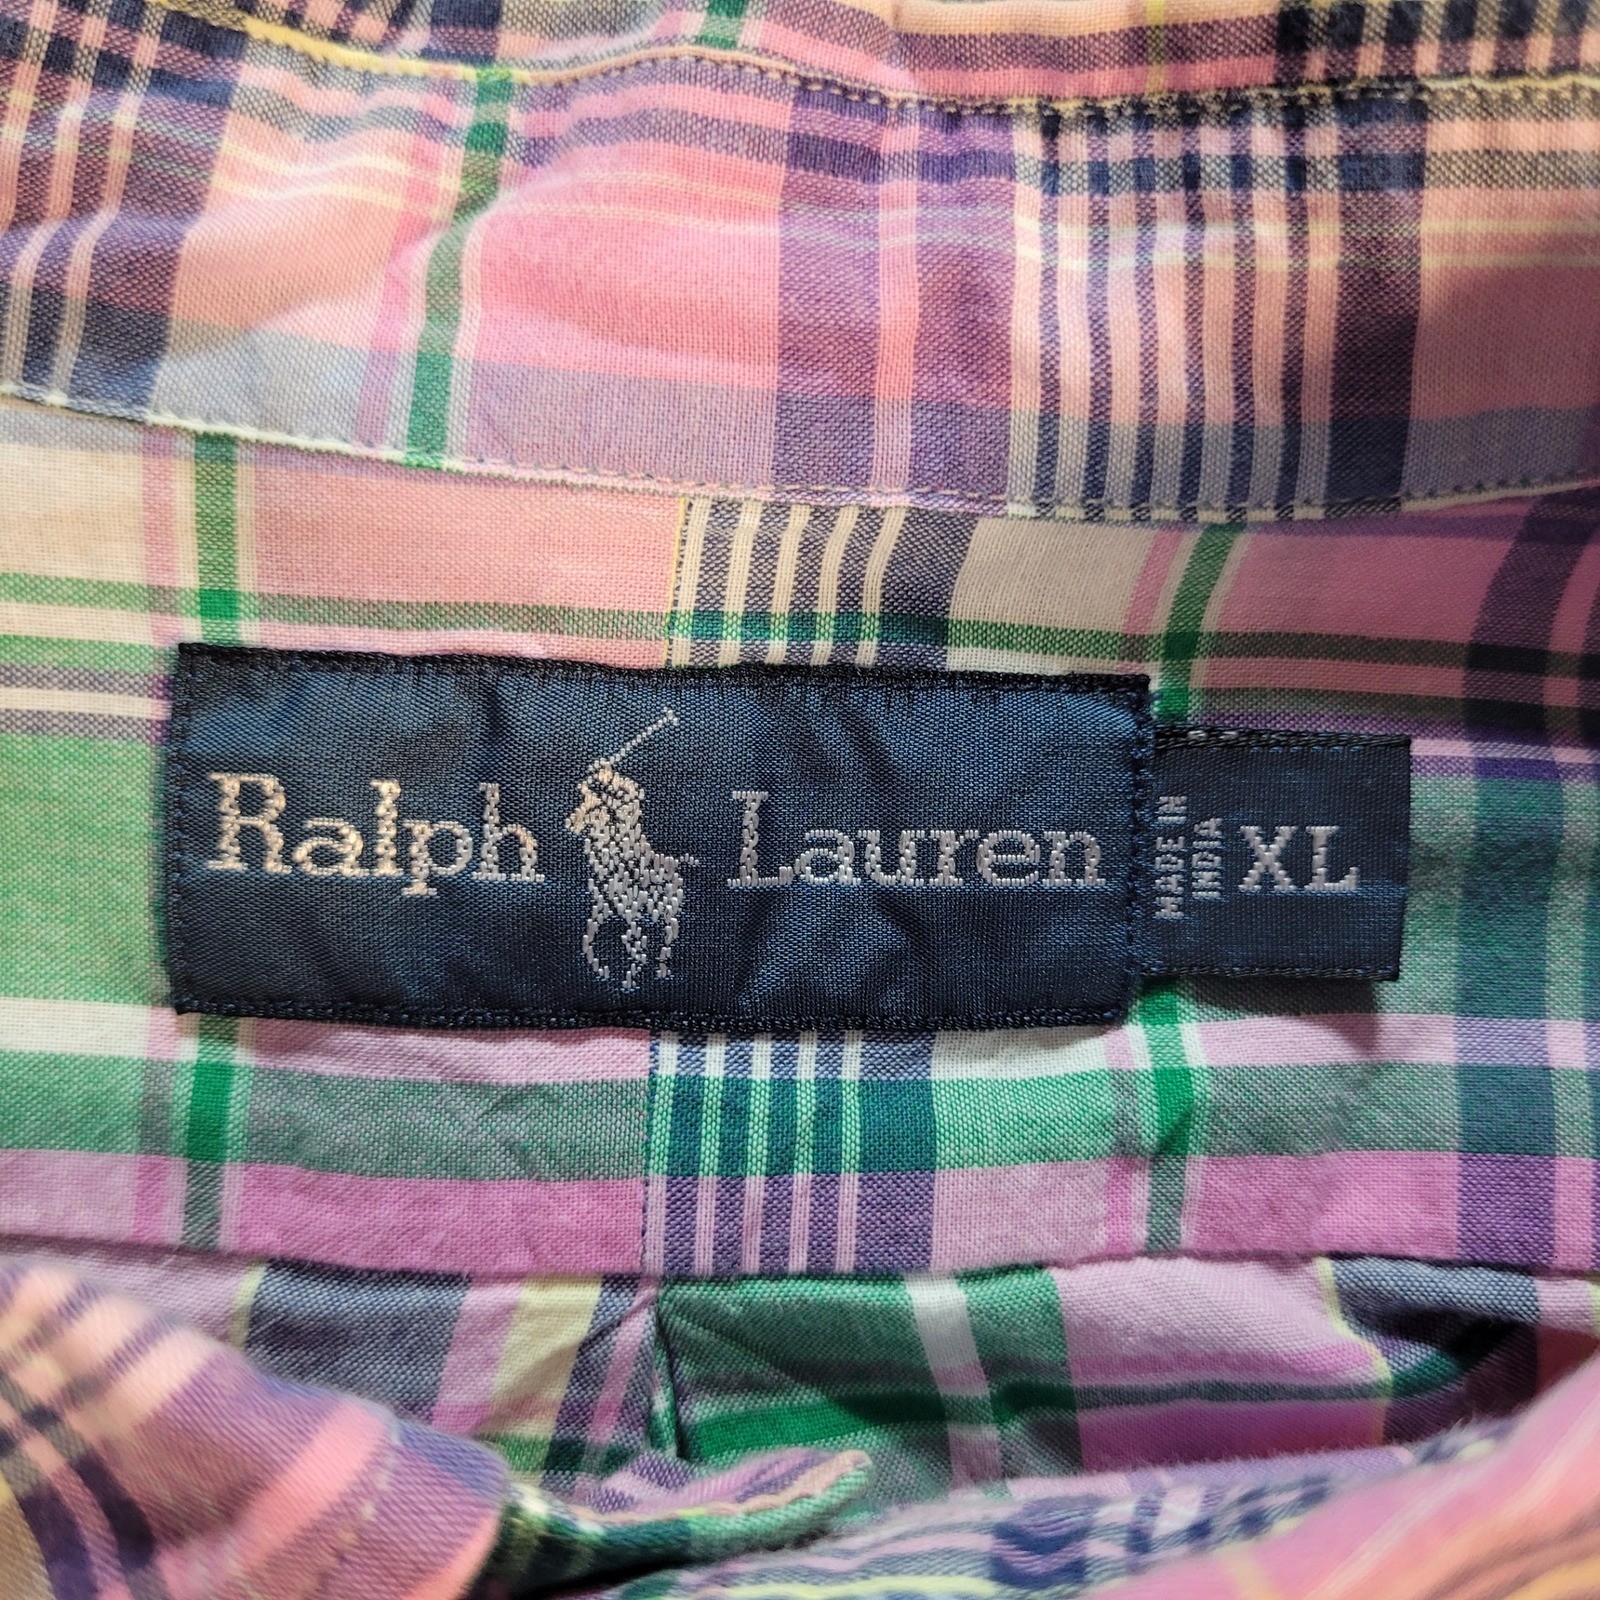 Ralph Lauren
MADE IN
INDIA
XL